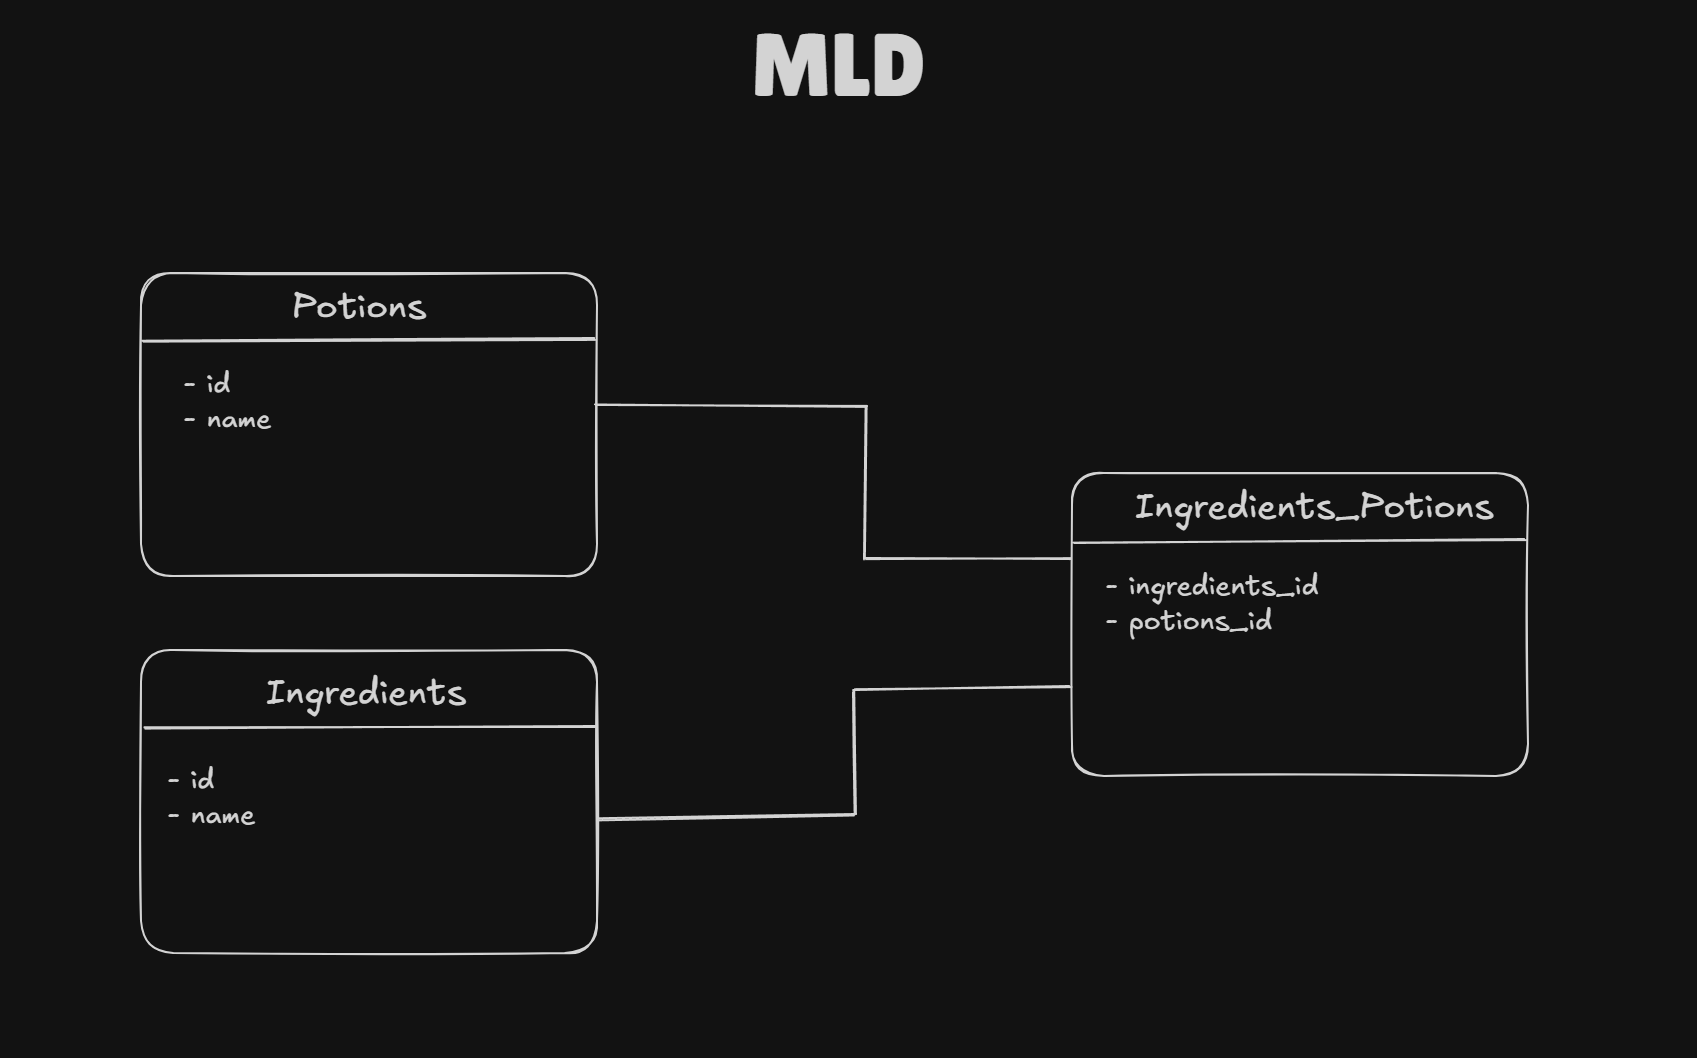 MLD
Potions
- id
- name
Ingredients_Potions
- ingredients_id
- potions_id
Ingredients
- id
- name